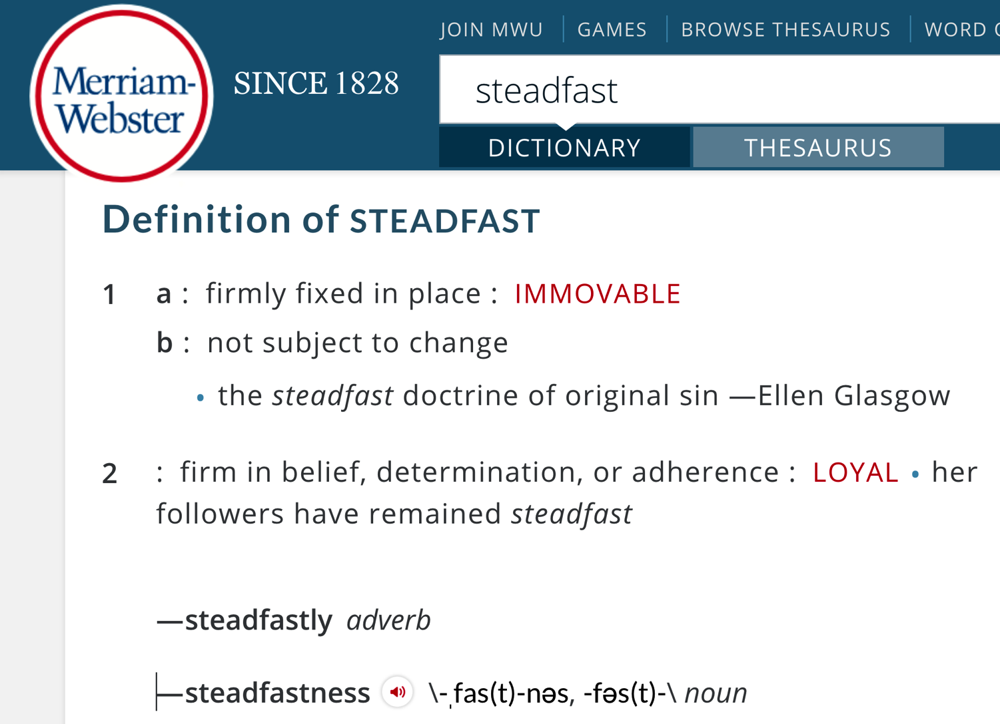 JOIN MWU GAMES BROWSE THESAURUS WORD
Merriam-
Webster
SINCE 1828
steadfast
DICTIONARY THESAURUS
Definition of STEADFAST
1 a : firmly fixed in place : IMMOVABLE
b : not subject to change
• the steadfast doctrine of original sin —Ellen Glasgow
2 : firm in belief, determination, or adherence : LOYAL • her
followers have remained steadfast
—steadfastly adverb
—steadfastness \-ˌfas(t)-nəs, -fəs(t)-\ noun